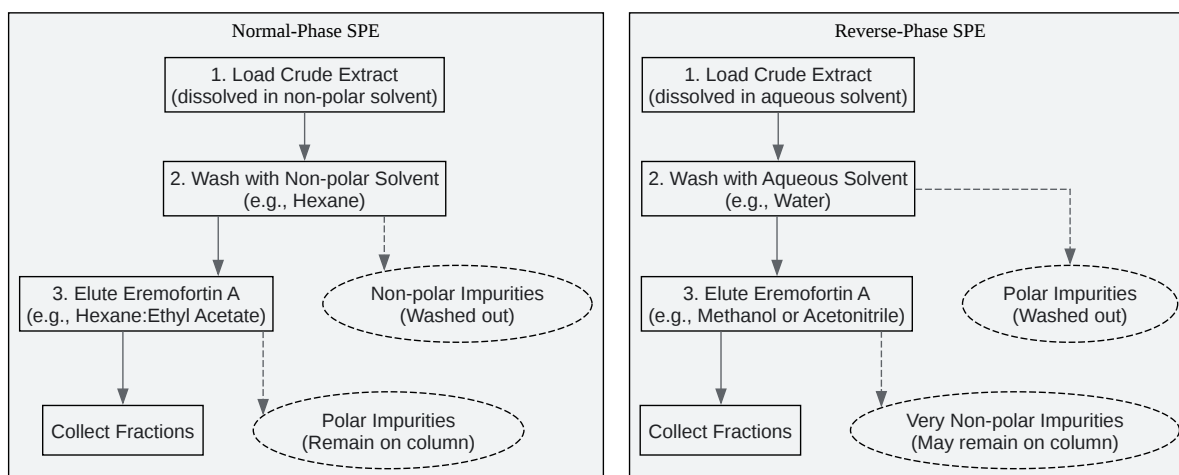 Normal-Phase SPE
1. Load Crude Extract
(dissolved in non-polar solvent)
2. Wash with Non-polar Solvent
(e.g., Hexane)
3. Elute Eremofortin A
(e.g., Hexane:Ethyl Acetate)
Non-polar Impurities
(Washed out)
Collect Fractions
Polar Impurities
(Remain on column)
Reverse-Phase SPE
1. Load Crude Extract
(dissolved in aqueous solvent)
2. Wash with Aqueous Solvent
(e.g., Water)
3. Elute Eremofortin A
(e.g., Methanol or Acetonitrile)
Polar Impurities
(Washed out)
Collect Fractions
Very Non-polar Impurities
(May remain on column)